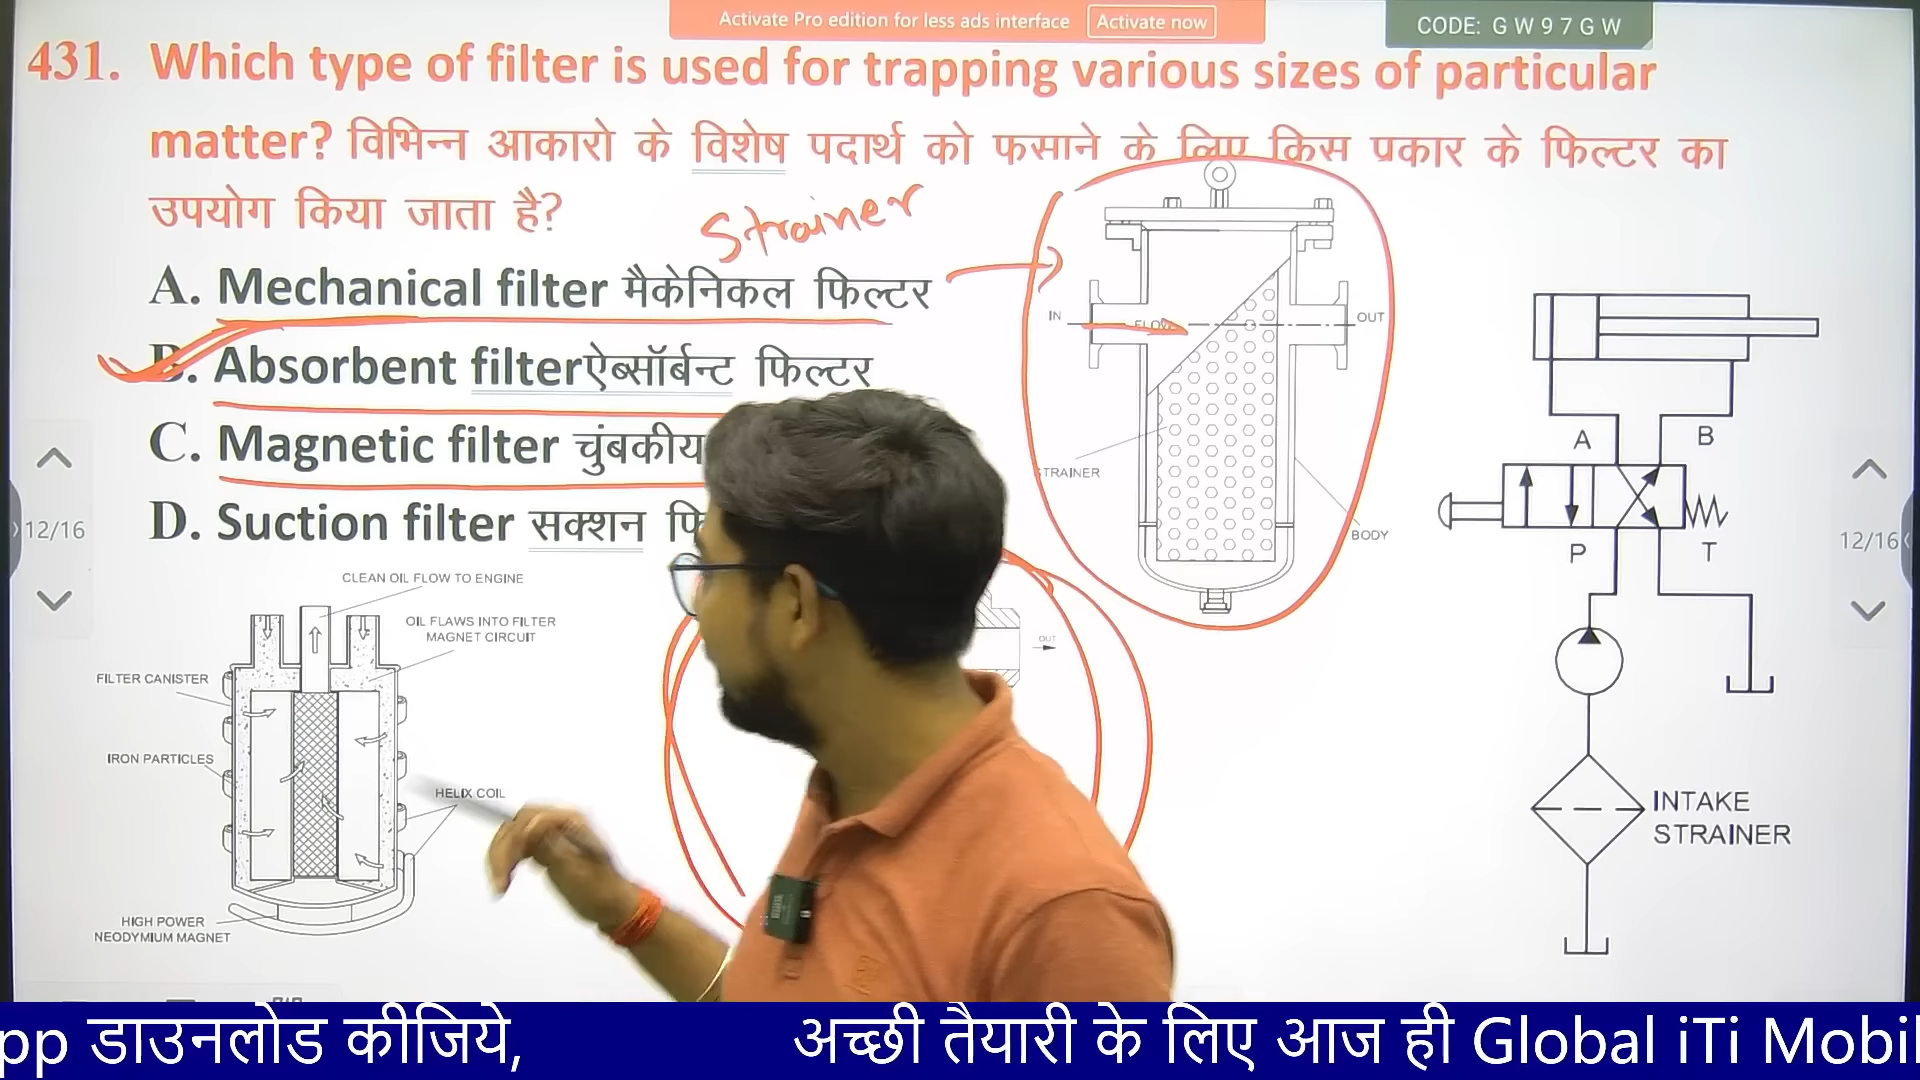 Activate Pro edition for less ads interface Activate now
CODE: G W 9 7 G W
431. Which type of filter is used for trapping various sizes of particular
matter? विभिन्न आकारो के विशेष पदार्थ को फसाने के लिए किस प्रकार के फिल्टर का
उपयोग किया जाता है?
Strainer
A. Mechanical filter मैकेनिकल फिल्टर
B. Absorbent filterऐब्सॉर्बन्ट फिल्टर
C. Magnetic filter चुंबकीय
D. Suction filter सक्शन
12/16
12/16
IN
FLOW
OUT
STRAINER
BODY
A
B
P
T
INTAKE
STRAINER
CLEAN OIL FLOW TO ENGINE
OIL FLAWS INTO FILTER
MAGNET CIRCUIT
FILTER CANISTER
IRON PARTICLES
HELIX COIL
HIGH POWER
NEODYMIUM MAGNET
OUT
pp डाउनलोड कीजिये, अच्छी तैयारी के लिए आज ही Global iTi Mobil